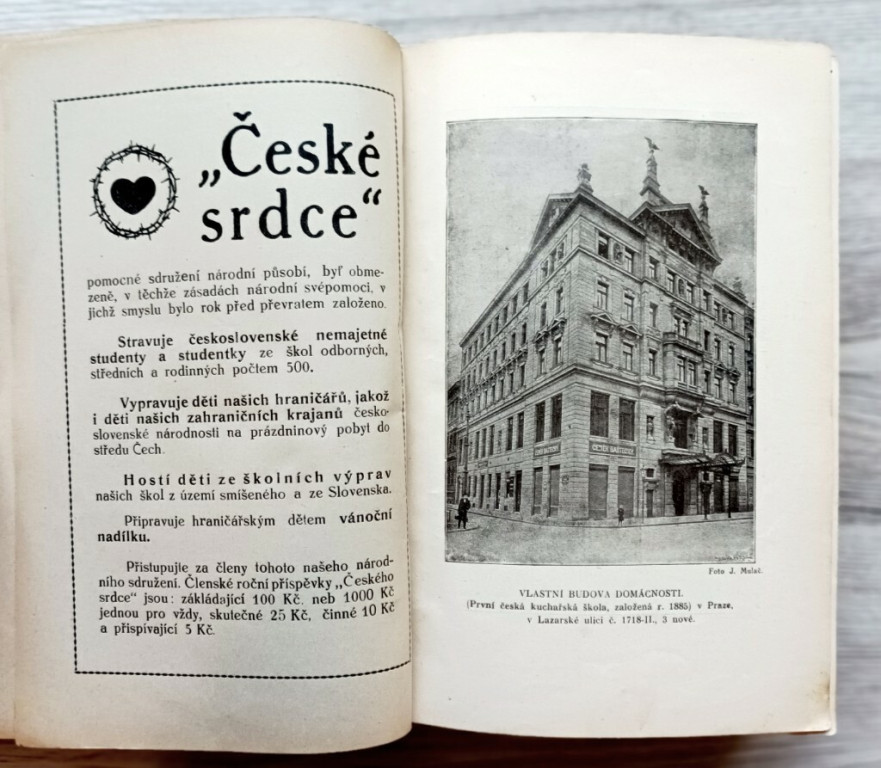 „České
srdce“
pomocné sdružení národní působí, byť obme-
zeně, v těchže zásadách národní svépomoci, v
jichž smyslu bylo rok před převratem založeno.
Stravuje československé nemajetné
studenty a studentky ze škol odborných,
středních a rodinných počtem 500.
Vypravuje děti našich hraničářů, jakož
i děti našich zahraničních krajanů česko-
slovenské národnosti na prázdninový pobyt do
středu Čech.
Hostí děti ze školních výprav
našich škol z území smíšeného a ze Slovenska.
Připravuje hraničářským dětem vánoční
nadílku.
Přistupujte za členy tohoto našeho národ-
ního sdružení. Členské roční příspěvky „Českého
srdce“ jsou: základající 100 Kč. neb 1000 Kč
jednou pro vždy, skutečné 25 Kč, činné 10 Kč
a přispívající 5 Kč.
Foto J. Malač.
VLASTNÍ BUDOVA DOMÁCNOSTI.
(První česká kuchařská škola, založená r. 1885) v Praze,
v Lazarské ulici č. 1718-II., 3 nové.